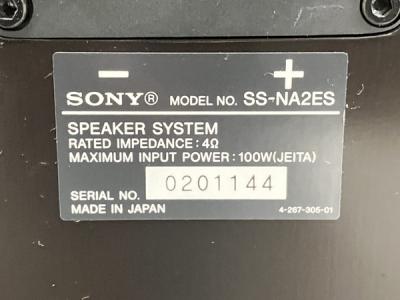 − +
SONY® MODEL NO. SS-NA2ES
SPEAKER SYSTEM
RATED IMPEDANCE : 4Ω
MAXIMUM INPUT POWER : 100W(JEITA)
SERIAL NO. 0201144
MADE IN JAPAN 4-267-305-01